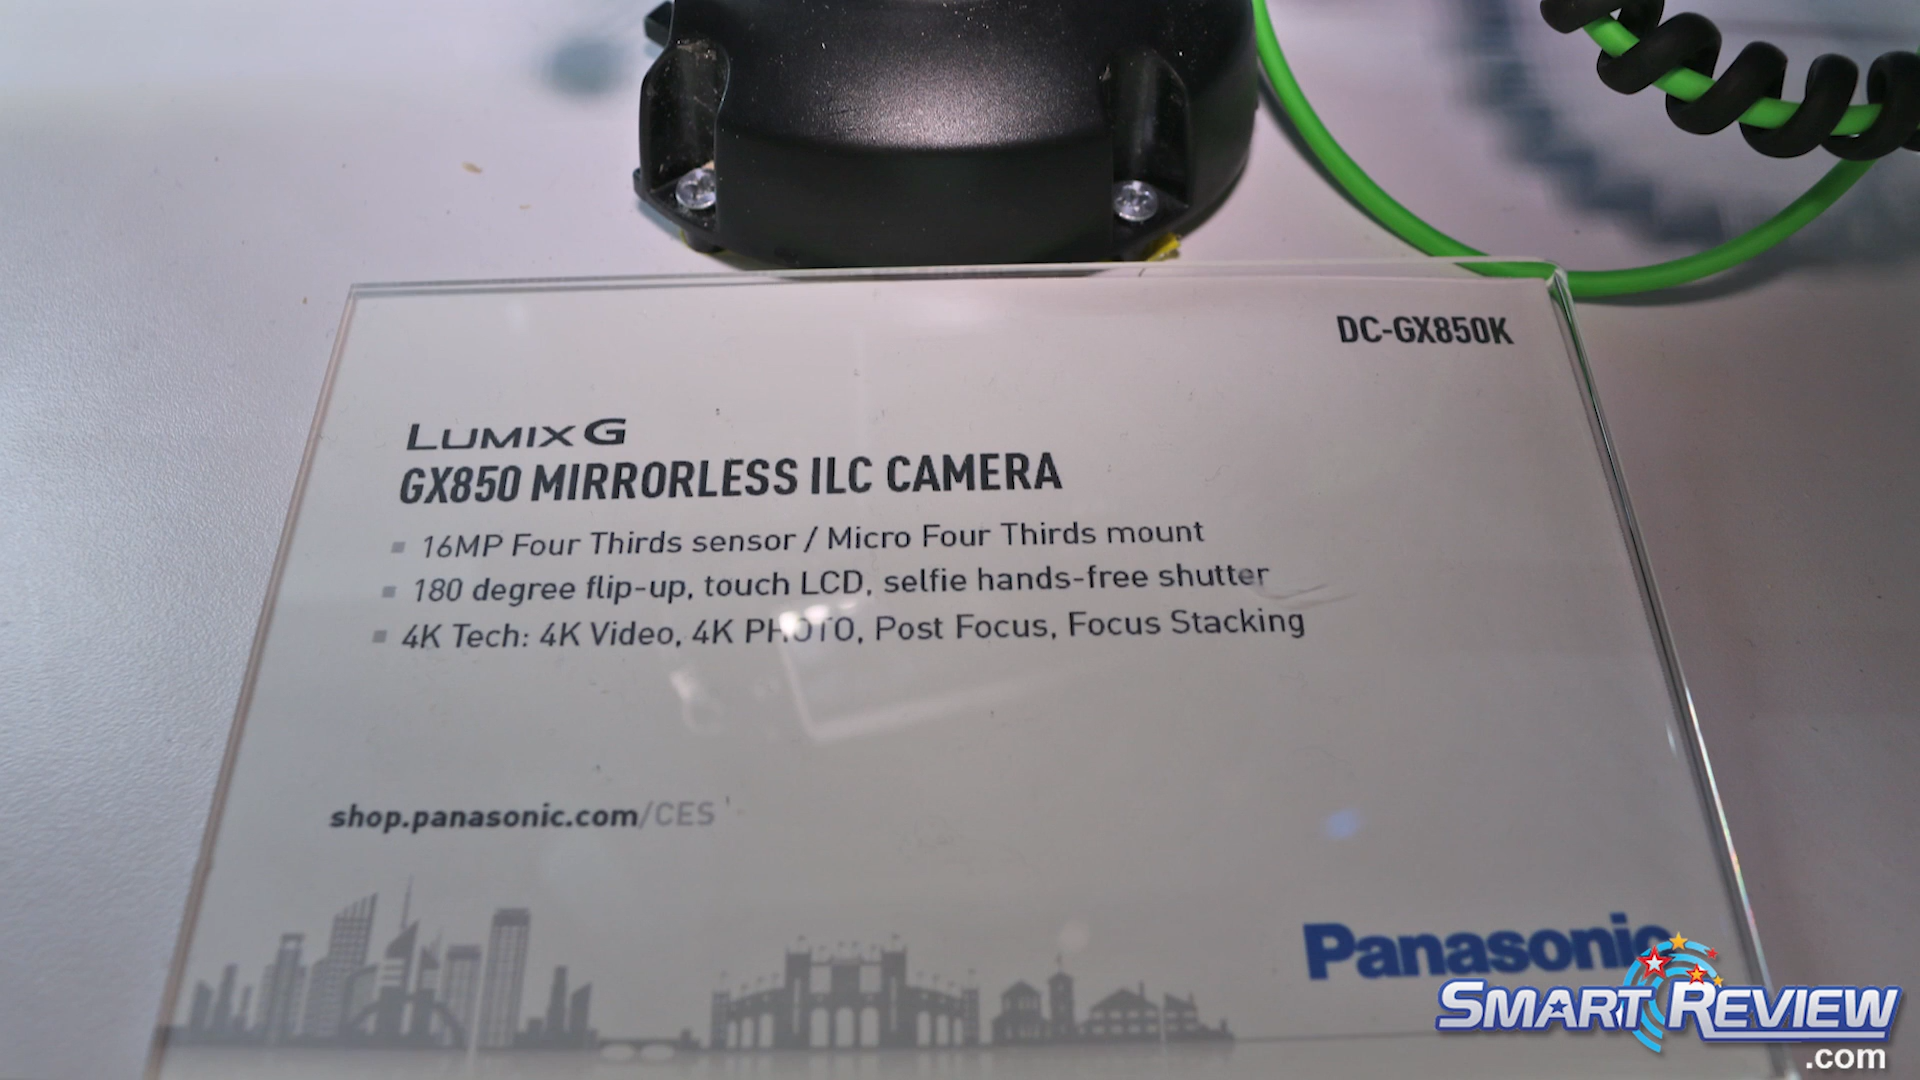 DC-GX850K
LUMIX G
GX850 MIRRORLESS ILC CAMERA
16MP Four Thirds sensor / Micro Four Thirds mount
180 degree flip-up, touch LCD, selfie hands-free shutter
4K Tech: 4K Video, 4K PHOTO, Post Focus, Focus Stacking
shop.panasonic.com/CES
Panasonic
SMART REVIEW
.com